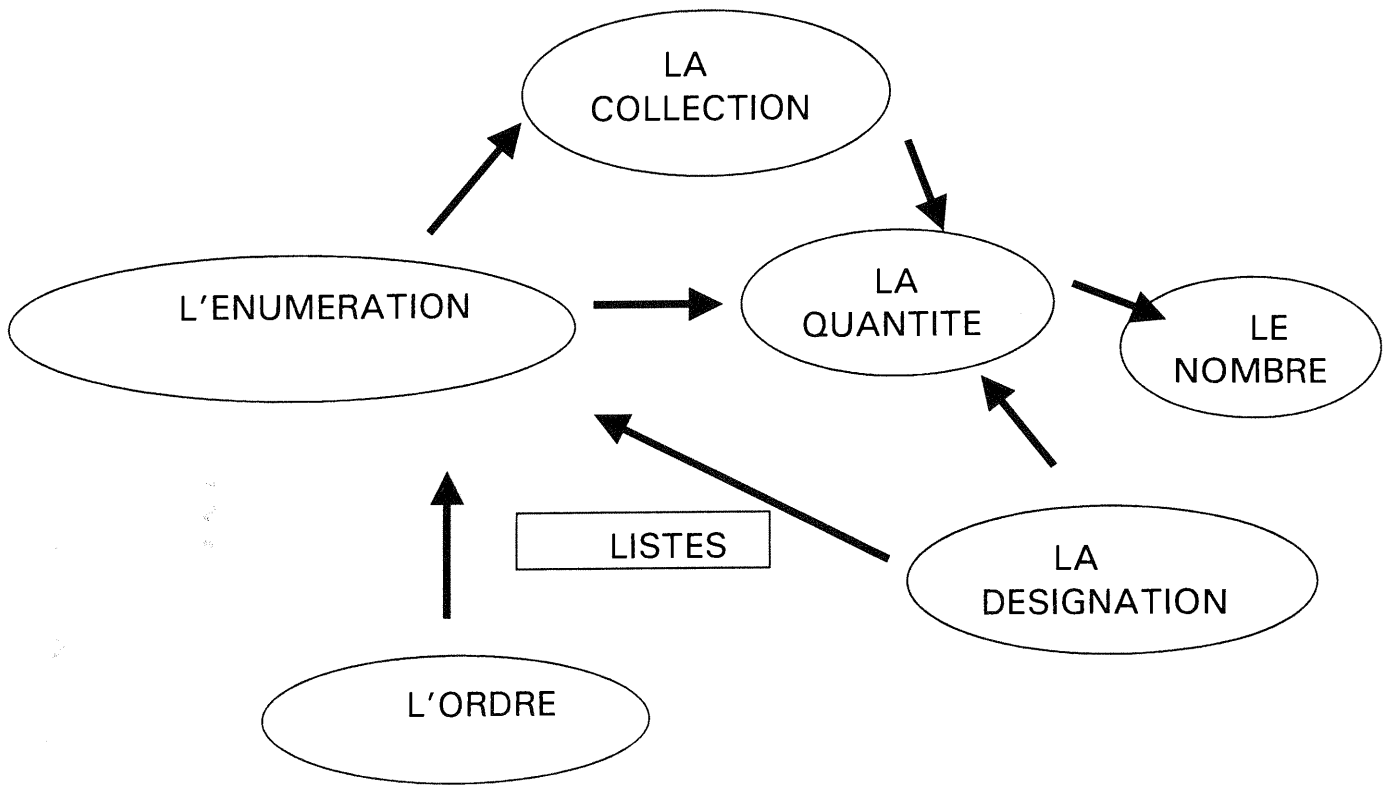 LA
COLLECTION
L'ENUMERATION
LA
QUANTITE
LE
NOMBRE
LISTES
LA
DESIGNATION
L'ORDRE